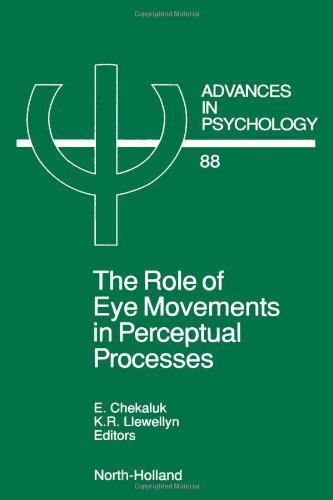 ADVANCES
IN
PSYCHOLOGY
88
The Role of
Eye Movements
in Perceptual
Processes
E. Chekaluk
K.R. Llewellyn
Editors
North-Holland